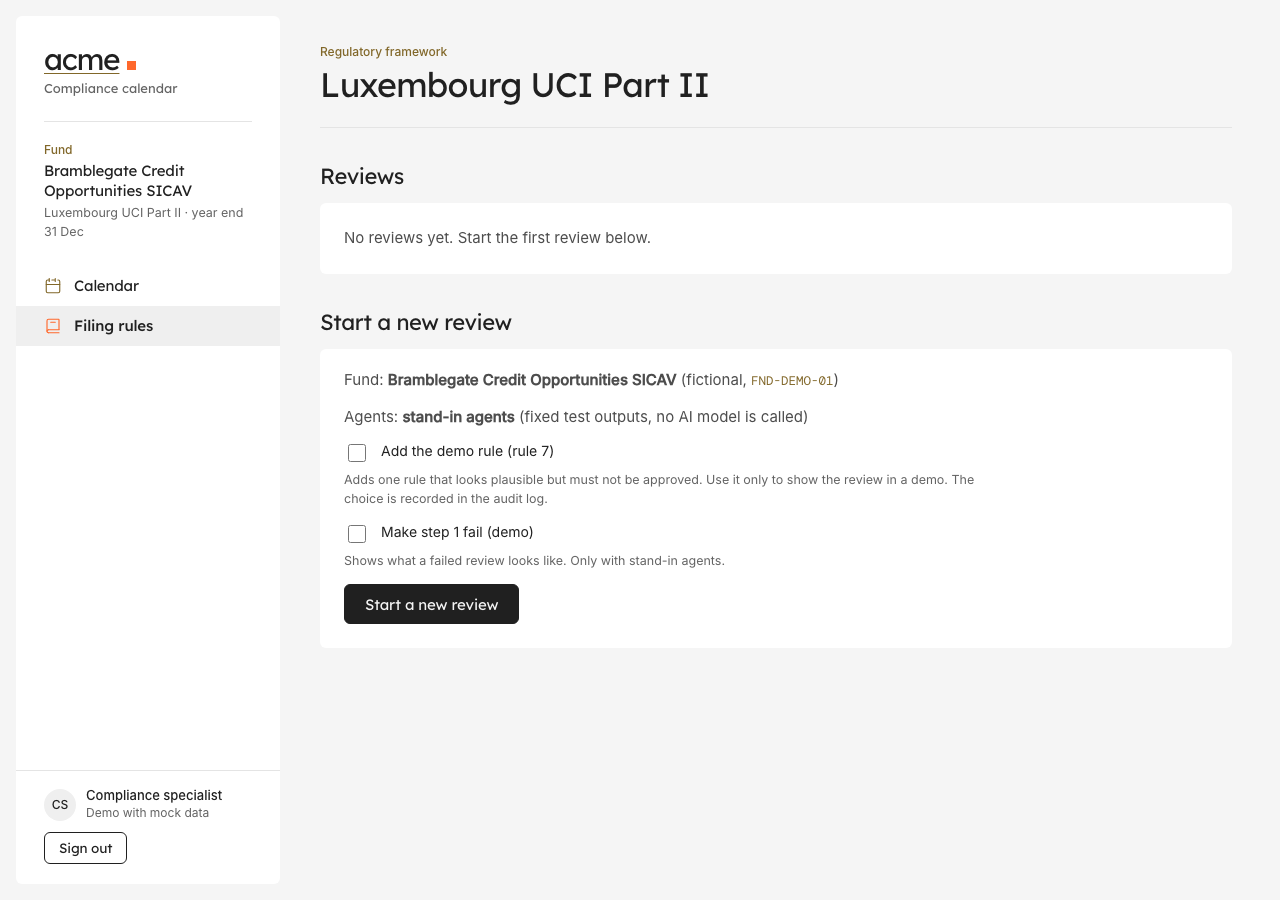 acme
Compliance calendar
Fund
Bramblegate Credit
Opportunities SICAV
Luxembourg UCI Part II · year end
31 Dec
Calendar
Filing rules
CS
Compliance specialist
Demo with mock data
Sign out
Regulatory framework
Luxembourg UCI Part II
Reviews
No reviews yet. Start the first review below.
Start a new review
Fund: Bramblegate Credit Opportunities SICAV (fictional, FND-DEMO-01)
Agents: stand-in agents (fixed test outputs, no AI model is called)
Add the demo rule (rule 7)
Adds one rule that looks plausible but must not be approved. Use it only to show the review in a demo. The
choice is recorded in the audit log.
Make step 1 fail (demo)
Shows what a failed review looks like. Only with stand-in agents.
Start a new review